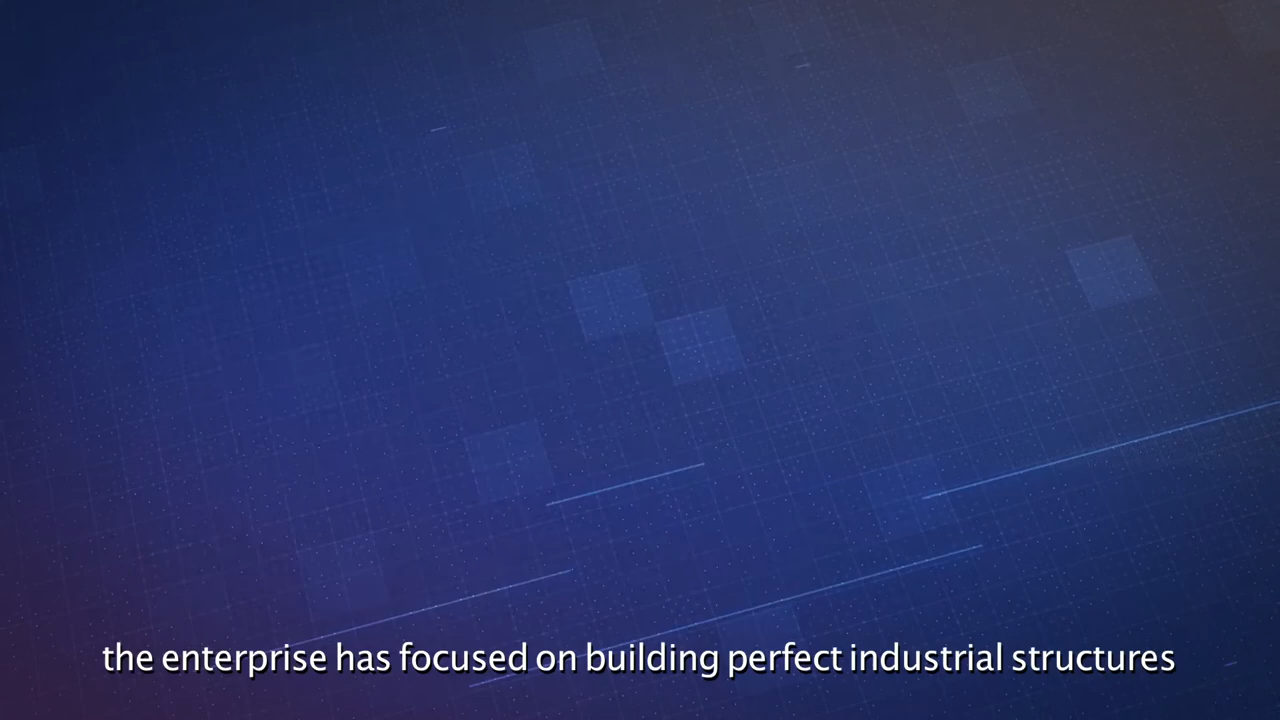 the enterprise has focused on building perfect industrial structures